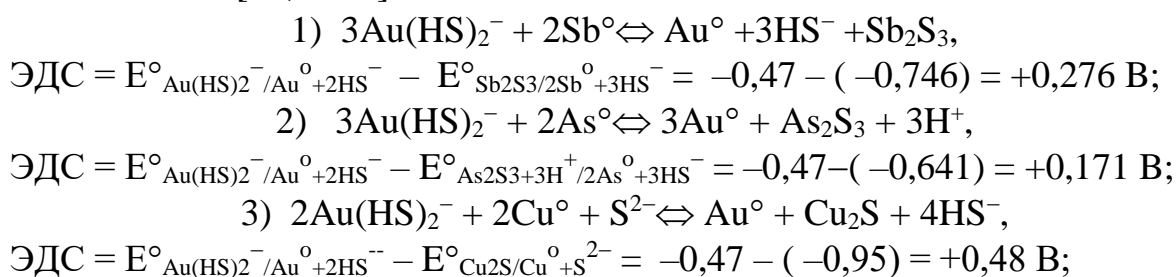 1) 3Au(HS)₂⁻ + 2Sb°⇔ Au° +3HS⁻ +Sb₂S₃,
ЭДС = E°Au(HS)2⁻/Au°+2HS⁻ – E°Sb2S3/2Sb°+3HS⁻ = –0,47 – ( –0,746) = +0,276 В;
2) 3Au(HS)₂⁻ + 2As°⇔ 3Au° + As₂S₃ + 3H⁺,
ЭДС = E°Au(HS)2⁻/Au°+2HS⁻ – E°As2S3+3H⁺/2As°+3HS⁻ = –0,47–( –0,641) = +0,171 В;
3) 2Au(HS)₂⁻ + 2Cu° + S²⁻⇔ Au° + Cu₂S + 4HS⁻,
ЭДС = E°Au(HS)2⁻/Au°+2HS⁻⁻ – E°Cu2S/Cu°+S²⁻ = –0,47 – ( –0,95) = +0,48 В;